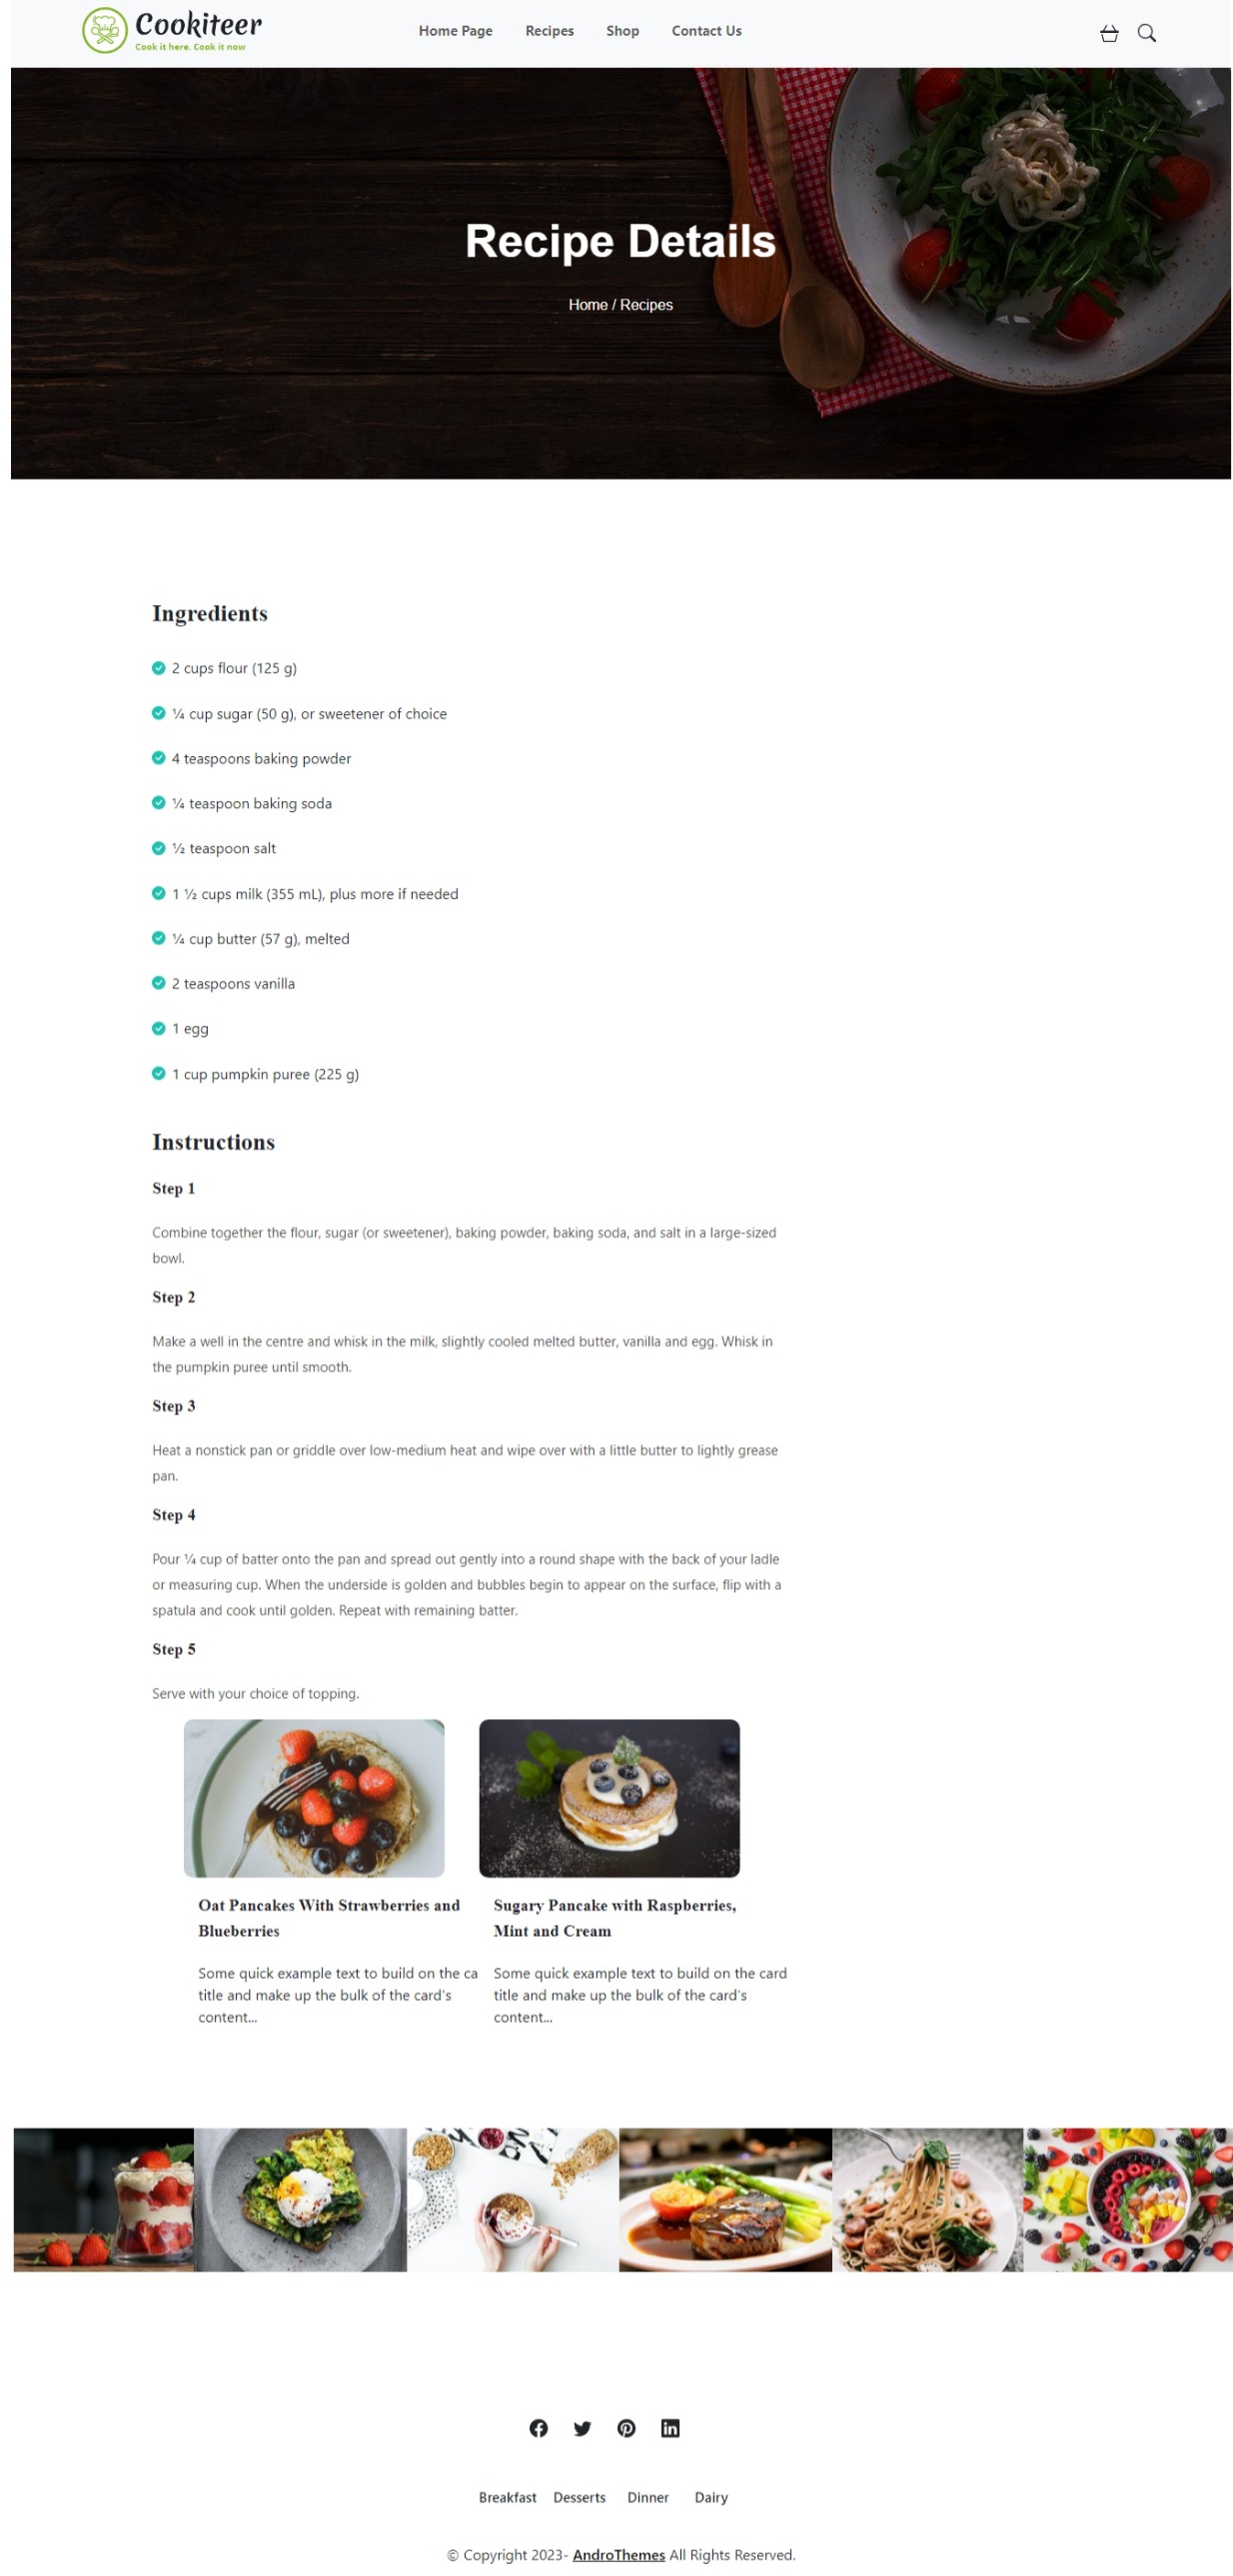 Cookiteer
Cook it here. Cook it now
Home Page Recipes Shop Contact Us
Recipe Details
Home / Recipes
Ingredients
2 cups flour (125 g)
¼ cup sugar (50 g), or sweetener of choice
4 teaspoons baking powder
¼ teaspoon baking soda
½ teaspoon salt
1 ½ cups milk (355 mL), plus more if needed
¼ cup butter (57 g), melted
2 teaspoons vanilla
1 egg
1 cup pumpkin puree (225 g)
Instructions
Step 1
Combine together the flour, sugar (or sweetener), baking powder, baking soda, and salt in a large-sized
bowl.
Step 2
Make a well in the centre and whisk in the milk, slightly cooled melted butter, vanilla and egg. Whisk in
the pumpkin puree until smooth.
Step 3
Heat a nonstick pan or griddle over low-medium heat and wipe over with a little butter to lightly grease
pan.
Step 4
Pour ¼ cup of batter onto the pan and spread out gently into a round shape with the back of your ladle
or measuring cup. When the underside is golden and bubbles begin to appear on the surface, flip with a
spatula and cook until golden. Repeat with remaining batter.
Step 5
Serve with your choice of topping.
Oat Pancakes With Strawberries and
Blueberries
Some quick example text to build on the ca
title and make up the bulk of the card's
content...
Sugary Pancake with Raspberries,
Mint and Cream
Some quick example text to build on the card
title and make up the bulk of the card's
content...
Breakfast Desserts Dinner Dairy
© Copyright 2023- AndroThemes All Rights Reserved.